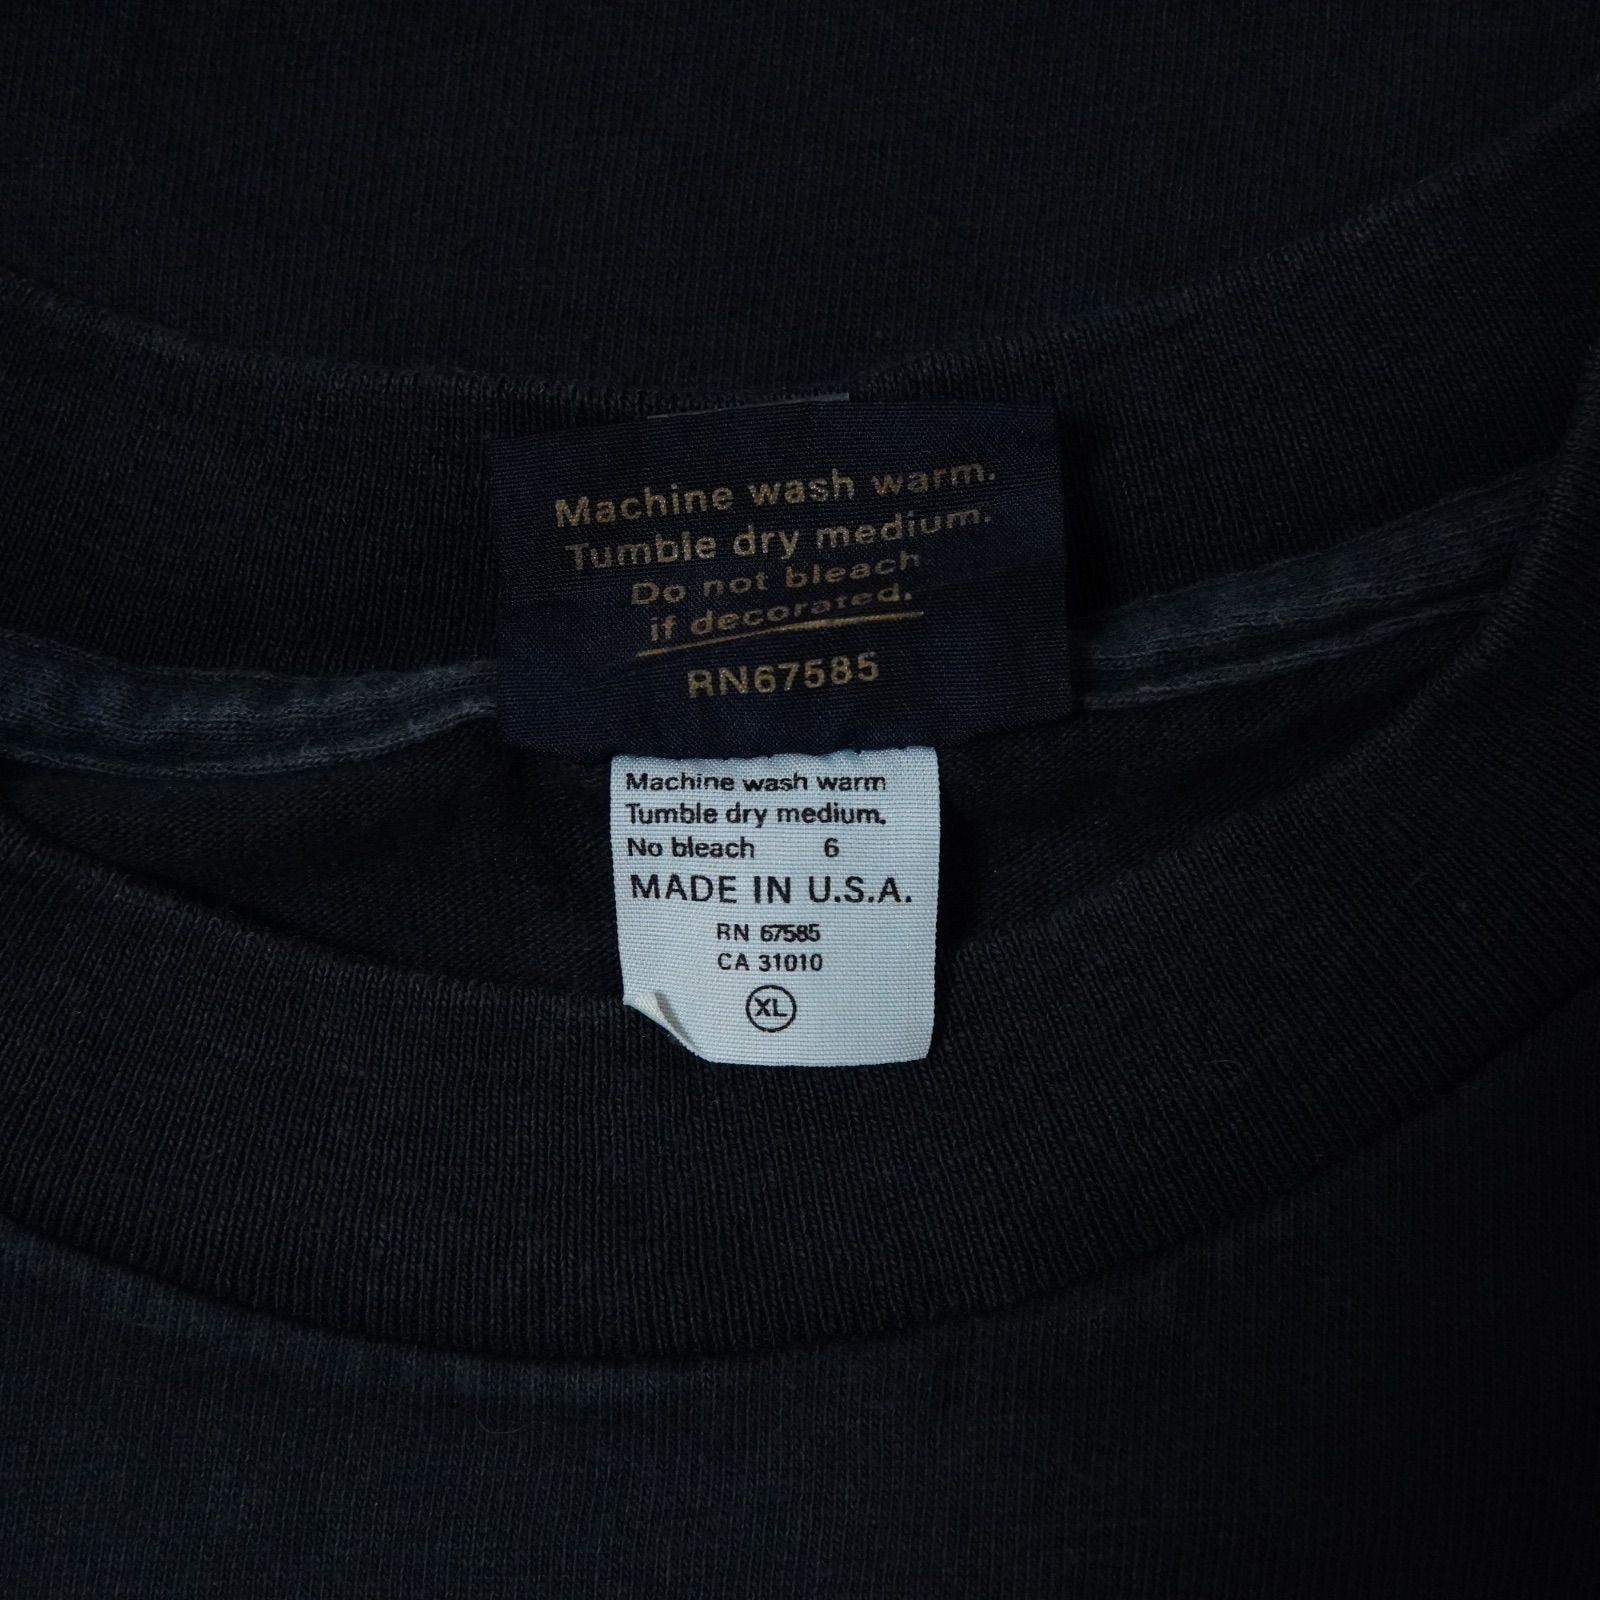 Machine wash warm.
Tumble dry medium.
Do not bleach
if decorated.
RN67585
Machine wash warm
Tumble dry medium.
No bleach 6
MADE IN U.S.A.
RN 67585
CA 31010
XL